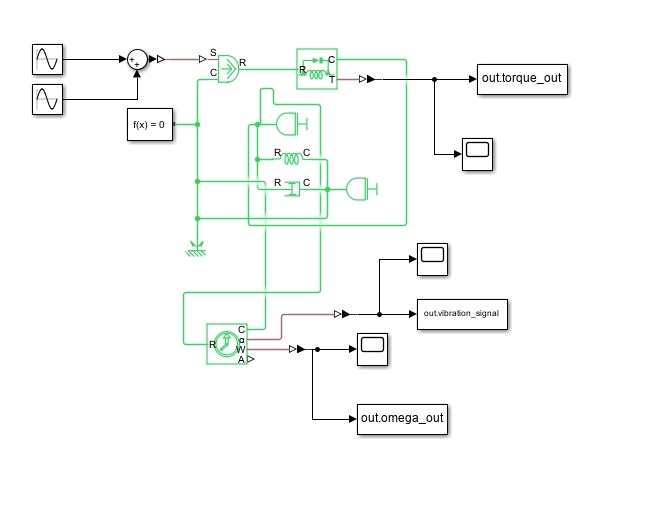 S
C
R
R
C
T
out.torque_out
f(x) = 0
R
C
R
C
out.vibration_signal
C
α
W
A
R
out.omega_out